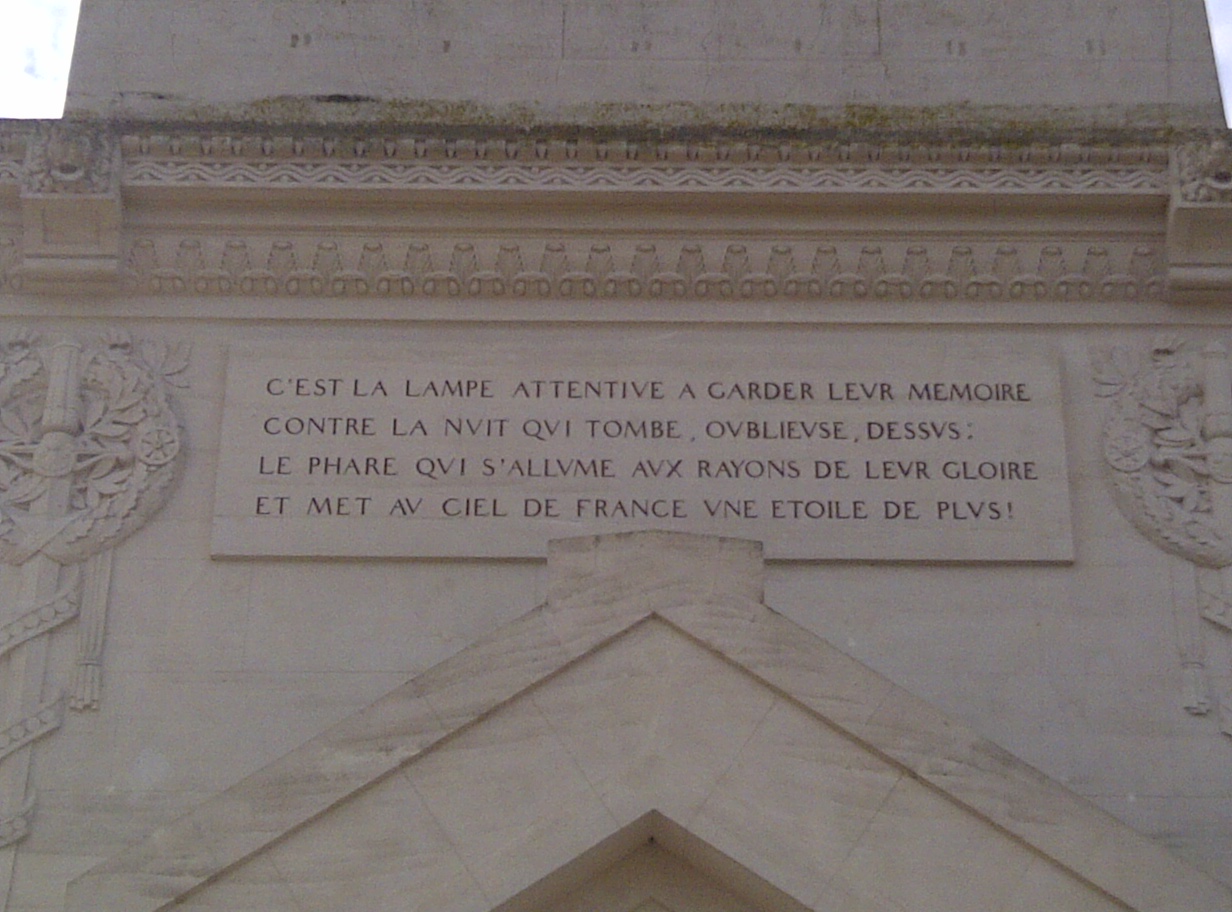 C'EST LA LAMPE ATTENTIVE A GARDER LEVR MEMOIRE
CONTRE LA NVIT QVI TOMBE, OVBLIEVSE, DESSVS:
LE PHARE QVI S'ALLVME AVX RAYONS DE LEVR GLOIRE
ET MET AV CIEL DE FRANCE VNE ETOILE DE PLVS!